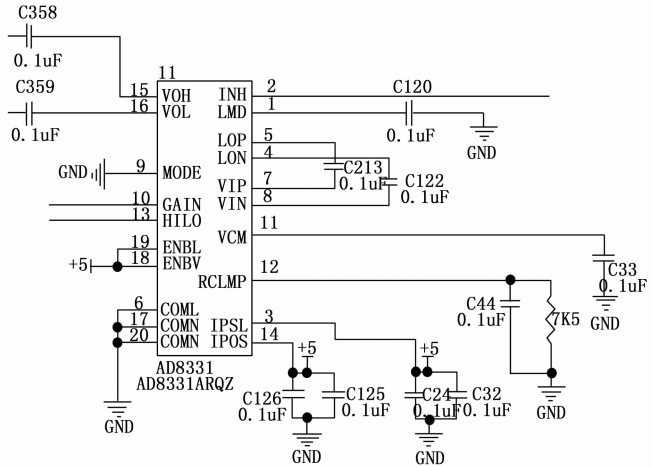 C358
0.1uF
C359
0.1uF
11
15 VOH INH 2
16 VOL LMD 1
C120
0.1uF
GND
LOP 5
LON 4
C213
0.1uF
C122
0.1uF
GND 9 MODE
VIP 7
VIN 8
10 GAIN
13 HILO
VCM 11
19 ENBL
+5 18 ENBV
RCLMP 12
C33
0.1uF
GND
C44
0.1uF
7K5
GND
6 COML
17 COMN IPSL 3
20 COMN IPOS 14
AD8331
AD8331ARQZ
GND
+5
C126
0.1uF
C125
0.1uF
GND
+5
C24
0.1uF
C32
0.1uF
GND